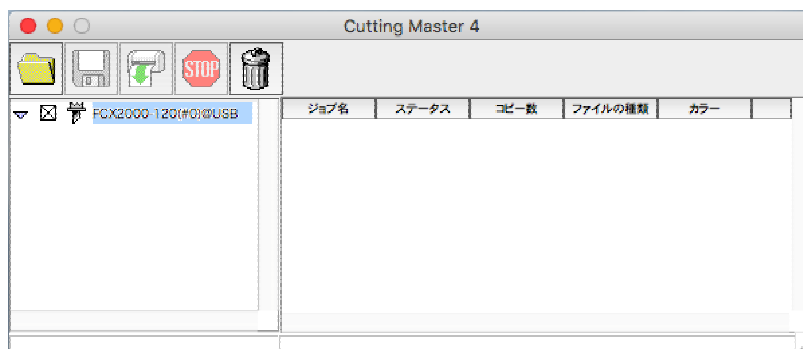 Cutting Master 4
STOP
FCX2000-120(#0)@USB
ジョブ名 ステータス コピー数 ファイルの種類 カラー